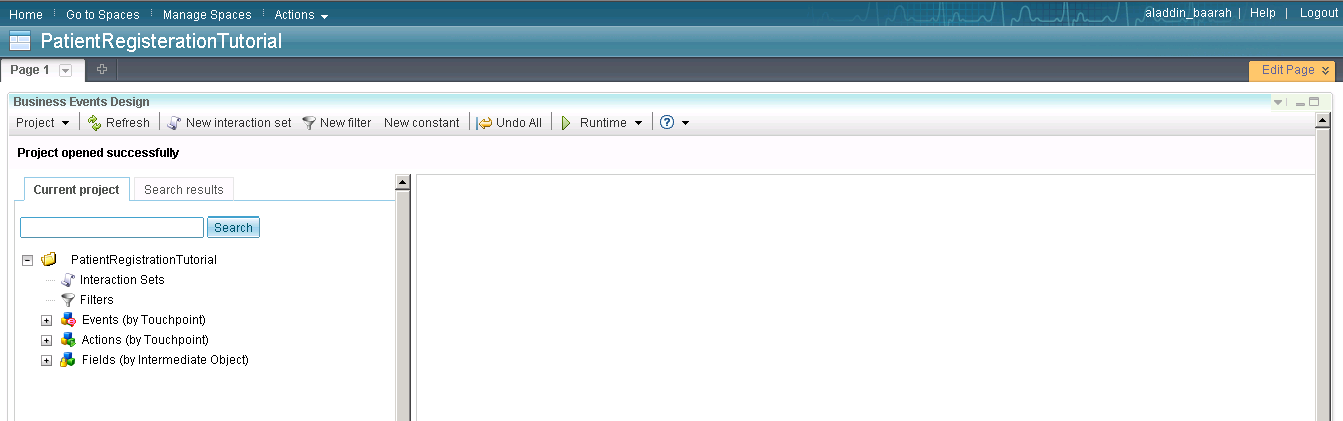 Home Go to Spaces Manage Spaces Actions aladdin_baarah | Help | Logout
PatientRegisterationTutorial
Page 1 Edit Page
Business Events Design
Project Refresh New interaction set New filter New constant Undo All Runtime ?
Project opened successfully
Current project Search results
Search
PatientRegistrationTutorial
Interaction Sets
Filters
Events (by Touchpoint)
Actions (by Touchpoint)
Fields (by Intermediate Object)